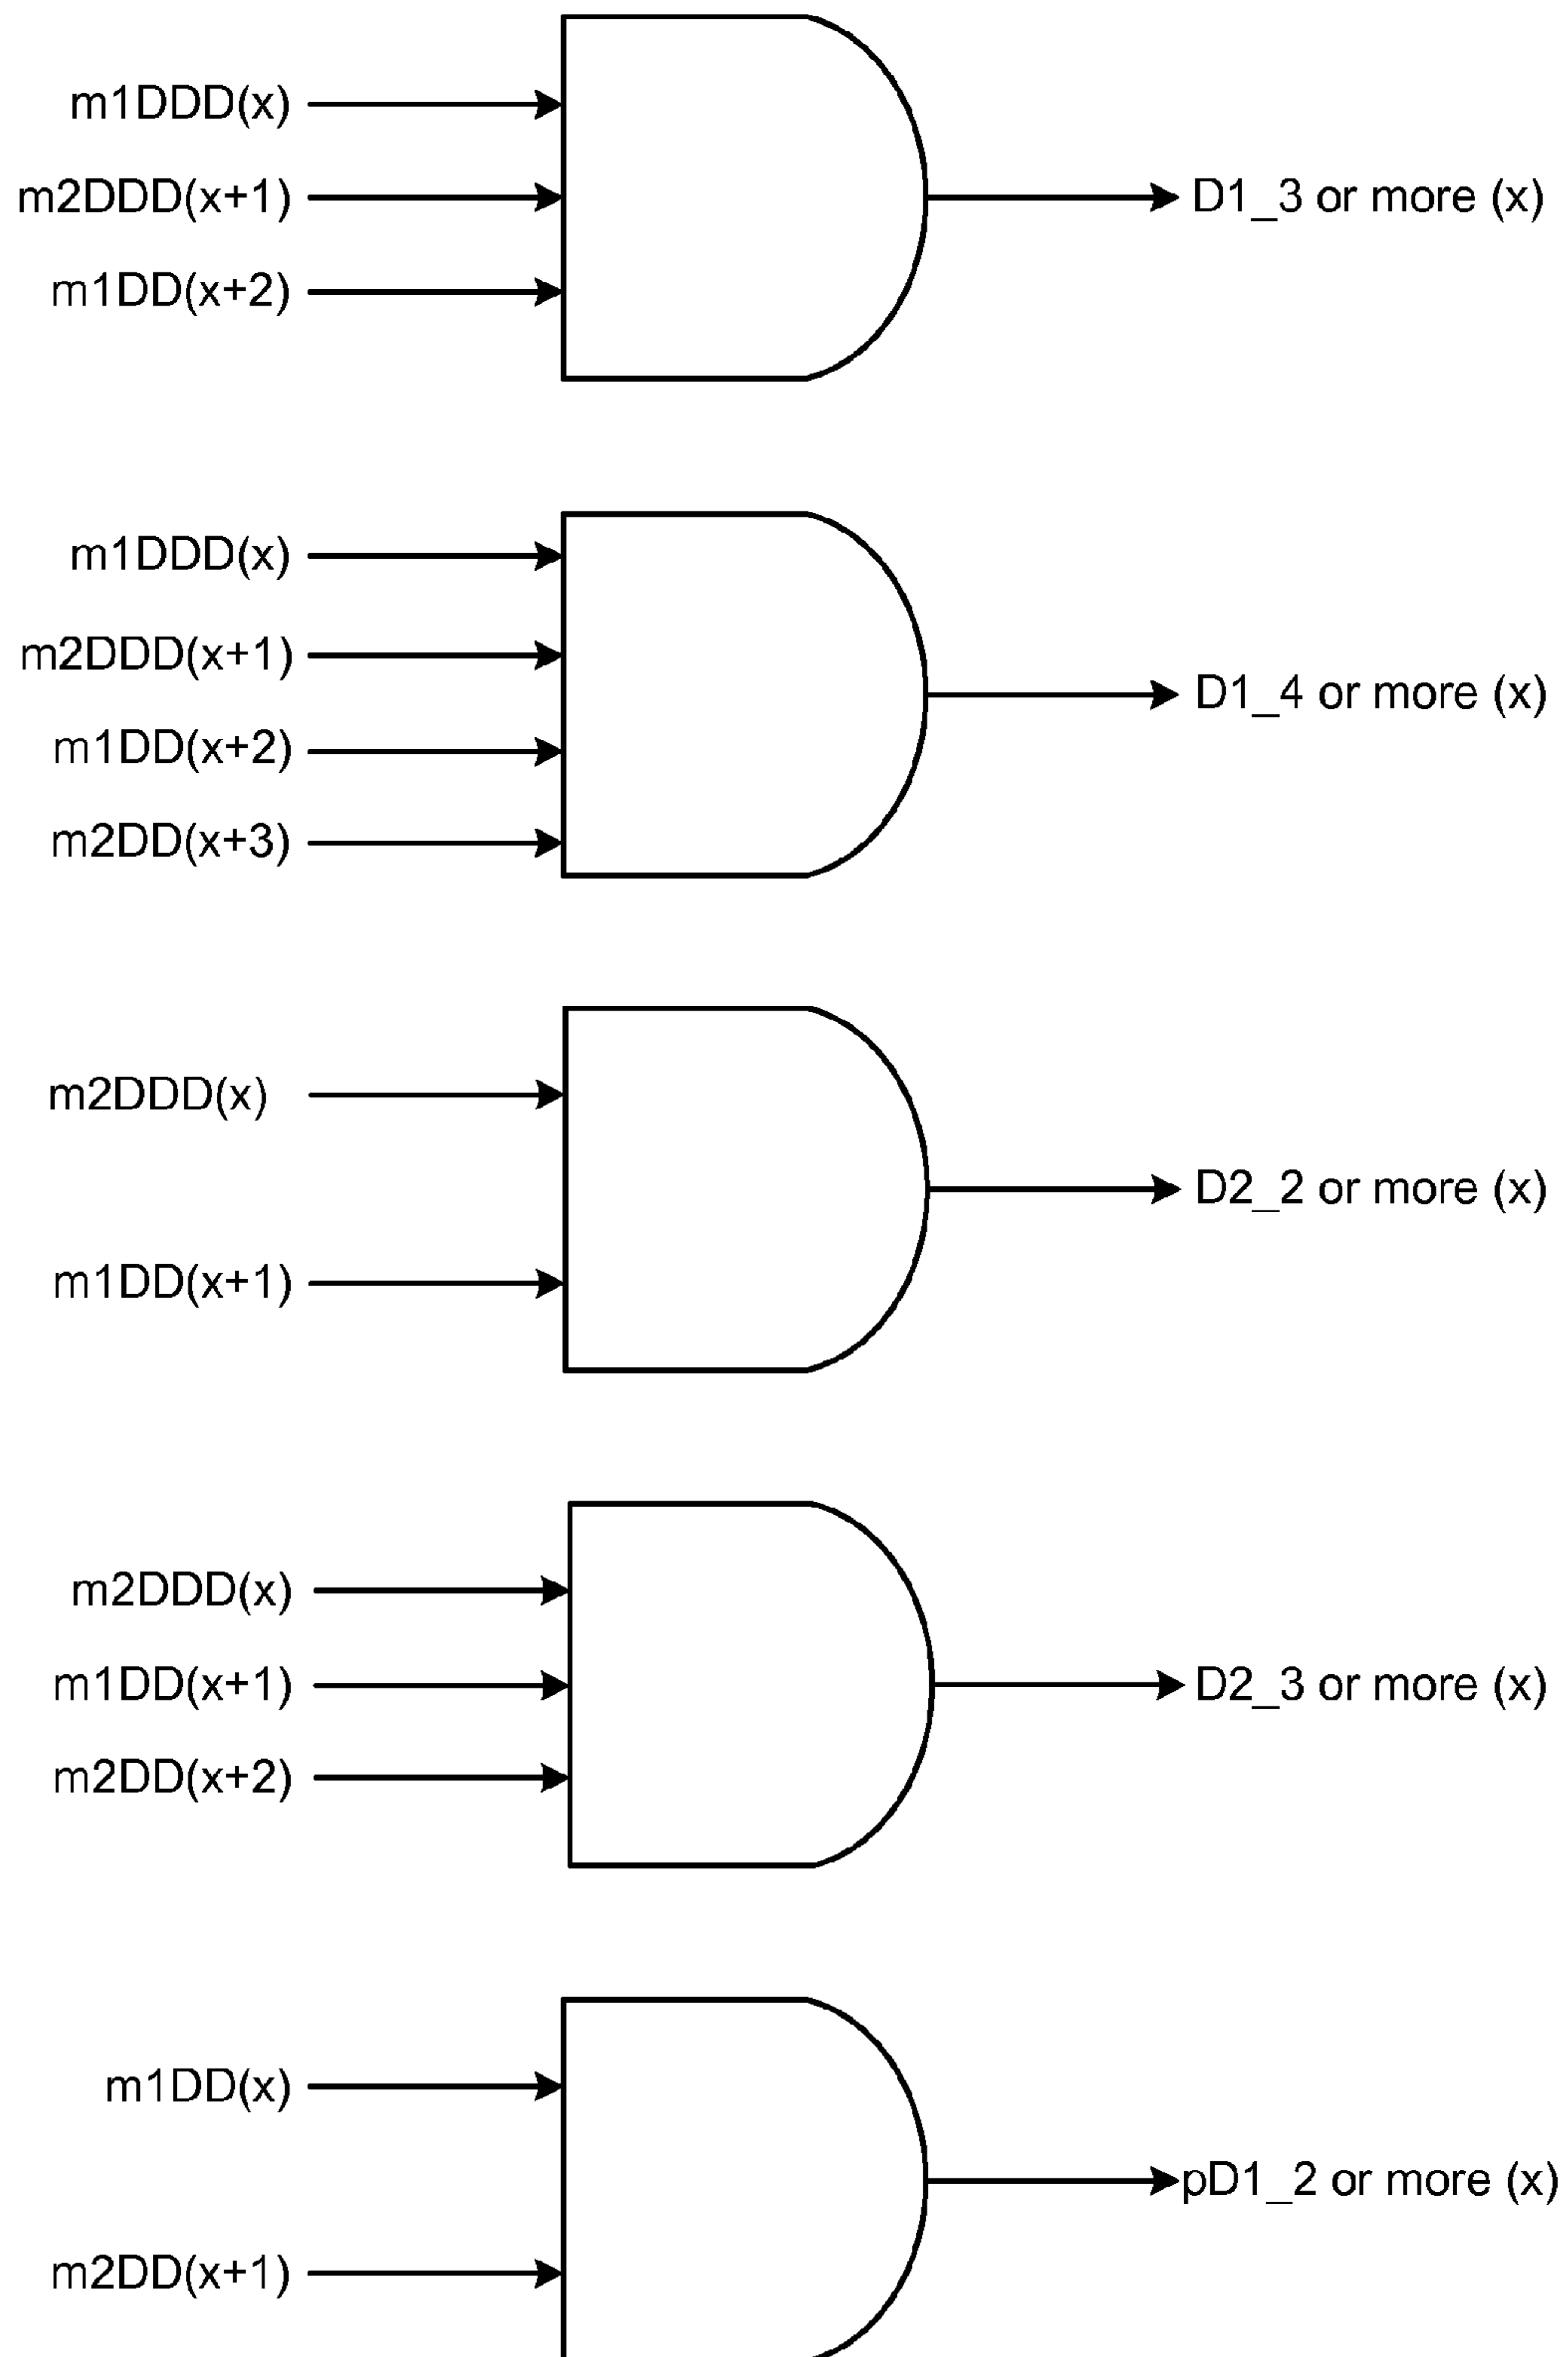 m1DDD(x)
m2DDD(x+1)
m1DD(x+2)
D1_3 or more (x)
m1DDD(x)
m2DDD(x+1)
m1DD(x+2)
m2DD(x+3)
D1_4 or more (x)
m2DDD(x)
m1DD(x+1)
D2_2 or more (x)
m2DDD(x)
m1DD(x+1)
m2DD(x+2)
D2_3 or more (x)
m1DD(x)
m2DD(x+1)
pD1_2 or more (x)